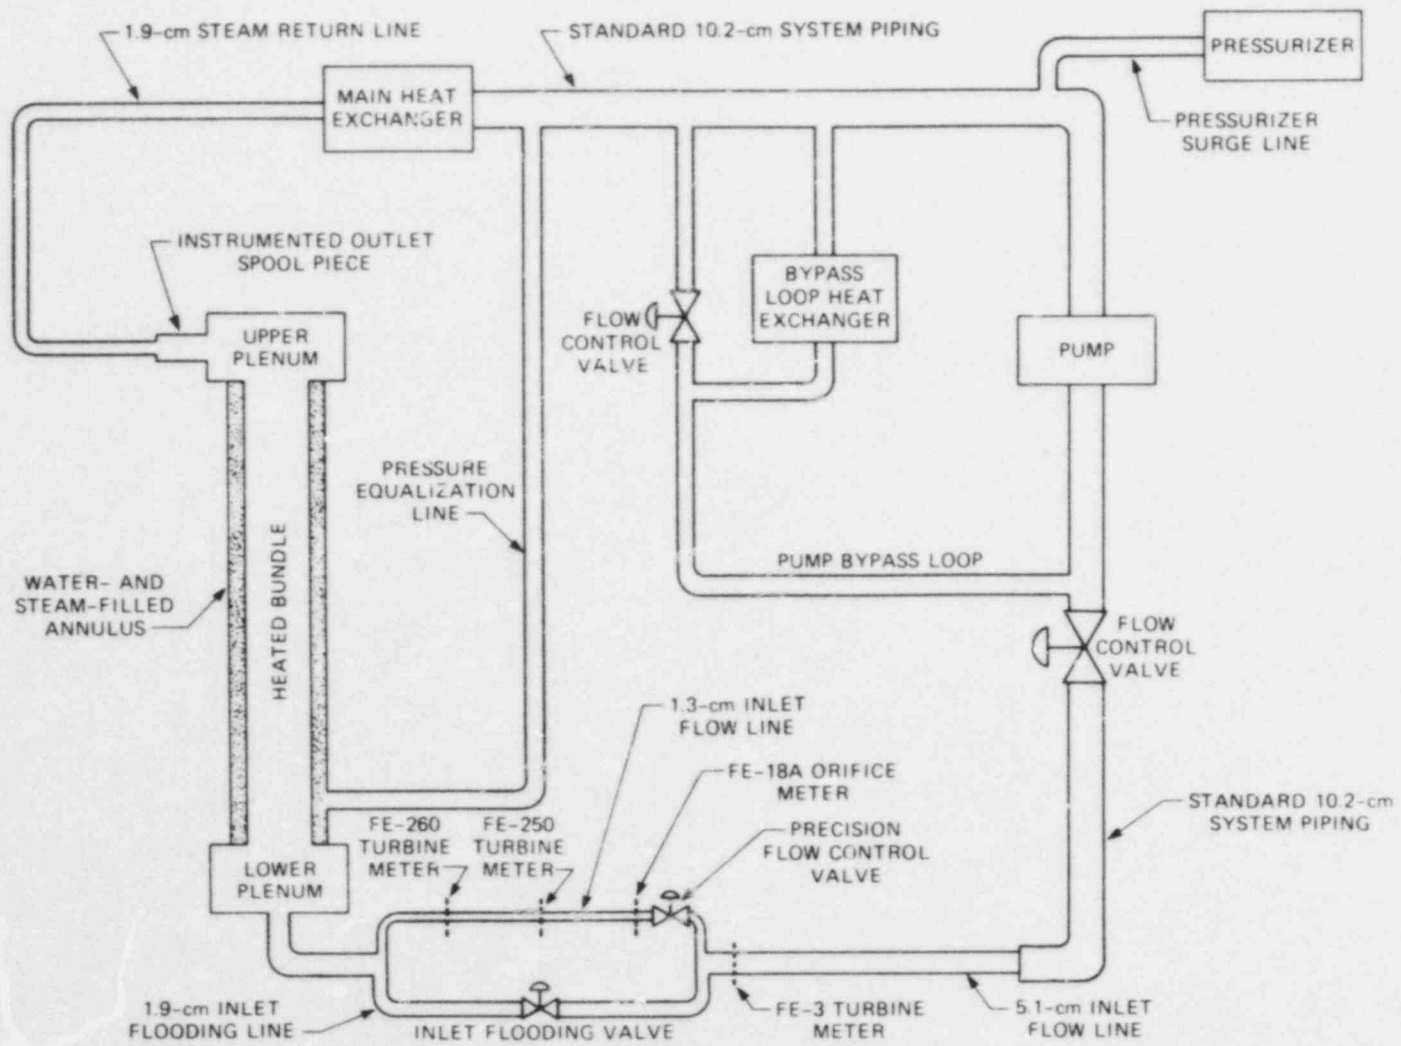 1.9-cm STEAM RETURN LINE
STANDARD 10.2-cm SYSTEM PIPING
PRESSURIZER
MAIN HEAT
EXCHANGER
PRESSURIZER
SURGE LINE
INSTRUMENTED OUTLET
SPOOL PIECE
UPPER
PLENUM
FLOW
CONTROL
VALVE
BYPASS
LOOP HEAT
EXCHANGER
PUMP
PRESSURE
EQUALIZATION
LINE
HEATED BUNDLE
WATER- AND
STEAM-FILLED
ANNULUS
PUMP BYPASS LOOP
FLOW
CONTROL
VALVE
1.3-cm INLET
FLOW LINE
FE-18A ORIFICE
METER
STANDARD 10.2-cm
SYSTEM PIPING
FE-260
TURBINE
METER
FE-250
TURBINE
METER
PRECISION
FLOW CONTROL
VALVE
LOWER
PLENUM
1.9-cm INLET
FLOODING LINE
INLET FLOODING VALVE
FE-3 TURBINE
METER
5.1-cm INLET
FLOW LINE